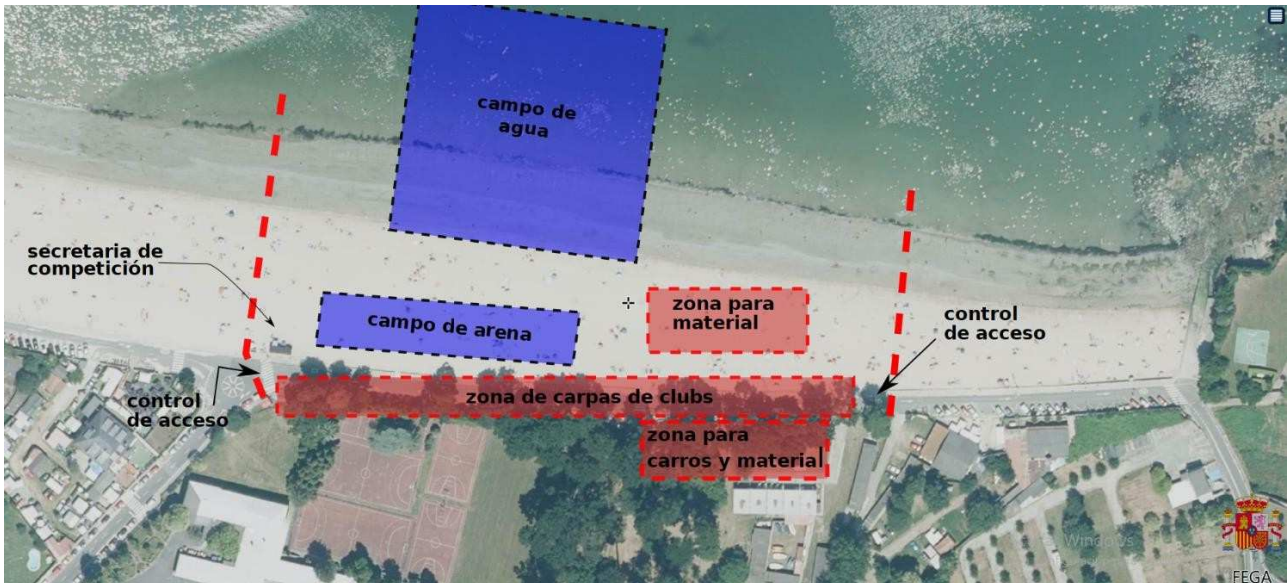 campo de
agua
secretaria de
competición
campo de arena
zona para
material
control
de acceso
control
de acceso
zona de carpas de clubs
zona para
carros y material
Windows
FEGA